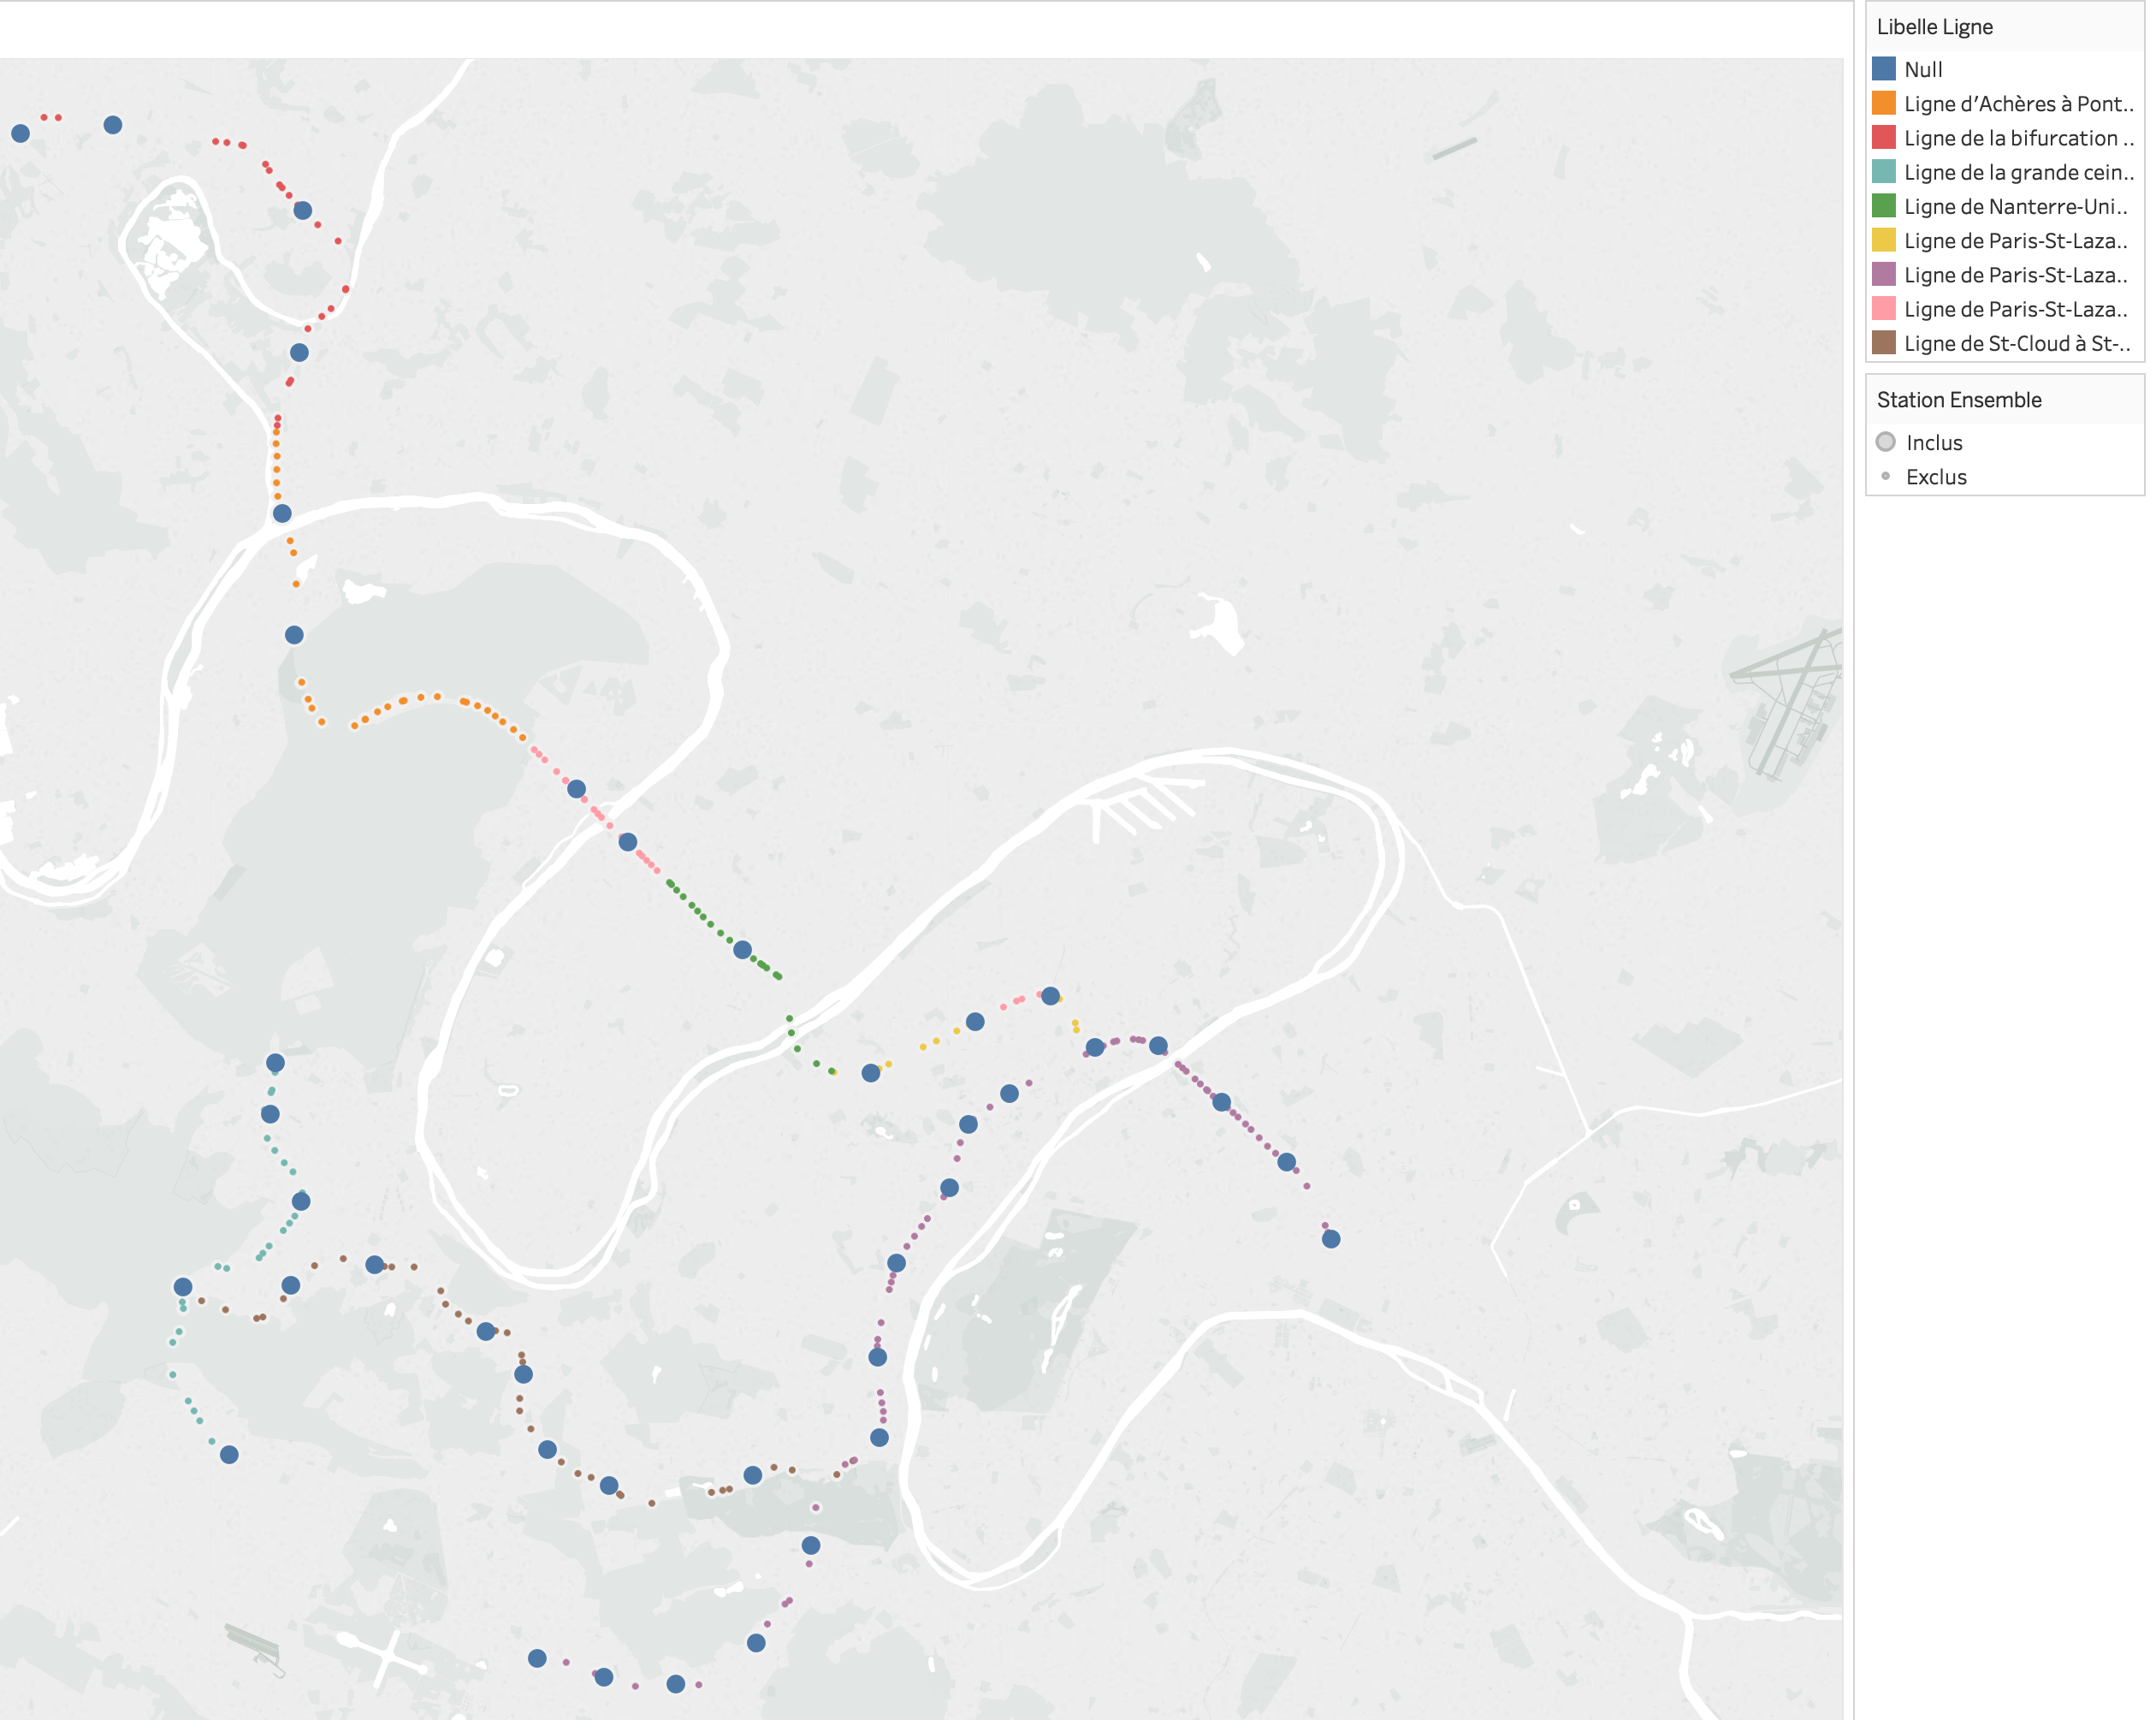 Libelle Ligne
Null
Ligne d'Achères à Pont..
Ligne de la bifurcation ..
Ligne de la grande cein..
Ligne de Nanterre-Uni..
Ligne de Paris-St-Laza..
Ligne de Paris-St-Laza..
Ligne de Paris-St-Laza..
Ligne de St-Cloud à St-..
Station Ensemble
Inclus
Exclus